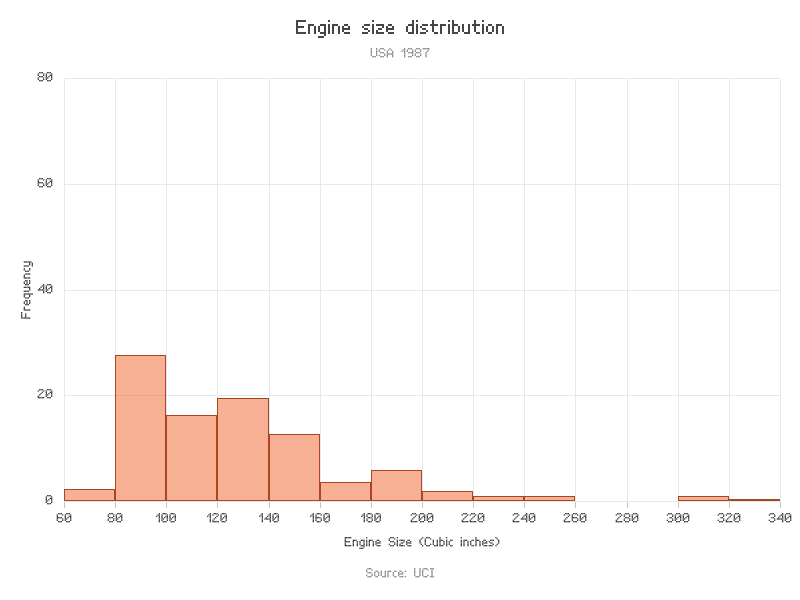 Engine size distribution
USA 1987
80
60
40
20
0
Frequency
60 80 100 120 140 160 180 200 220 240 260 280 300 320 340
Engine Size (Cubic inches)
Source: UCI